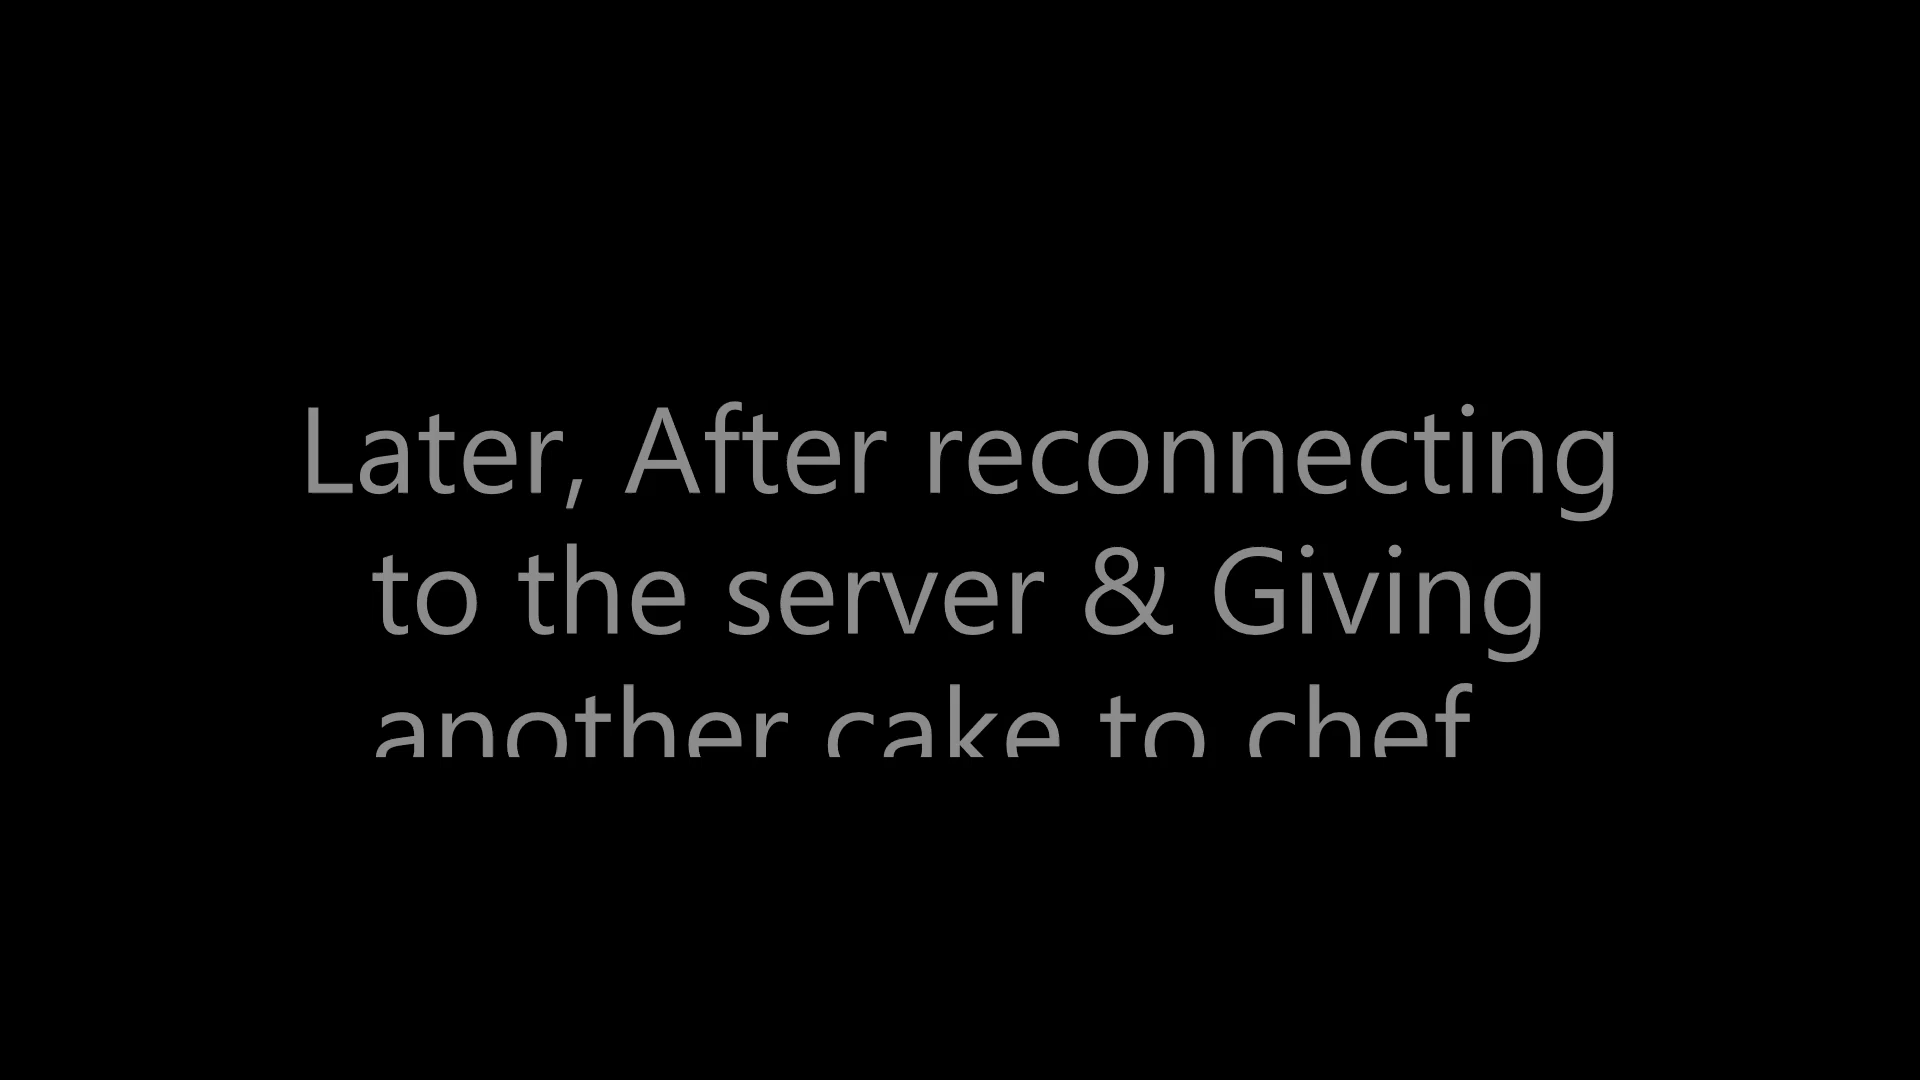 Later, After reconnecting
to the server & Giving
another cake to chef